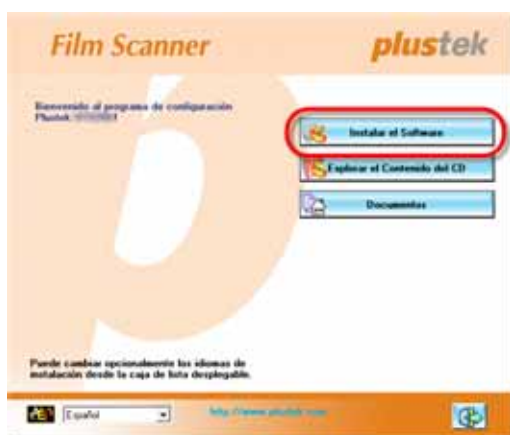 Film Scanner
plustek
Bienvenido al programa de configuración
Plustek
Instalar el Software
Explorar el Contenido del CD
Documentos
Puede cambiar opcionalmente los idiomas de
instalación desde la caja de lista desplegable.
Español
http://www.plustek.com